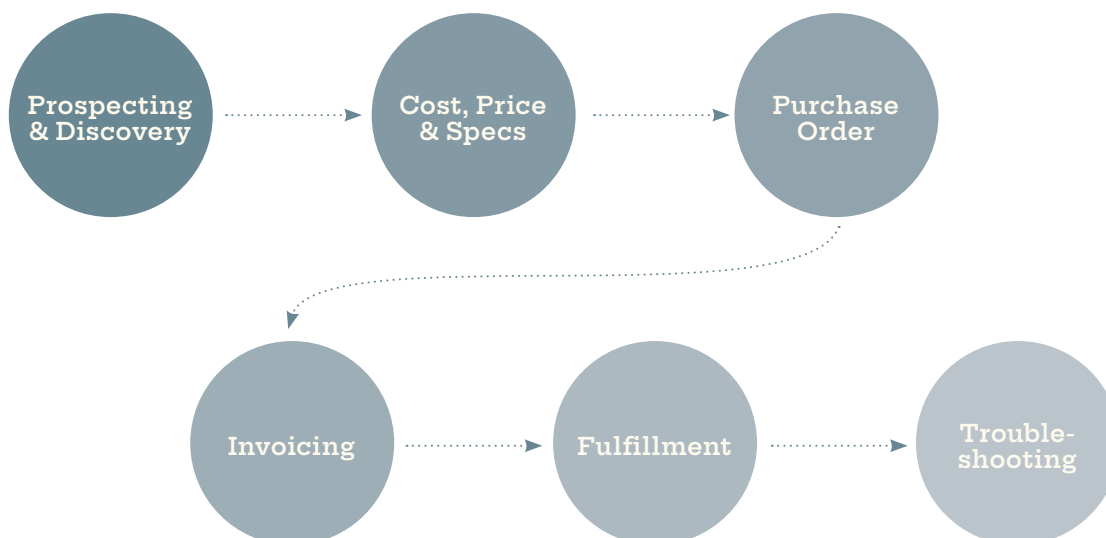 Prospecting
& Discovery
Cost, Price
& Specs
Purchase
Order
Invoicing
Fulfillment
Trouble-
shooting